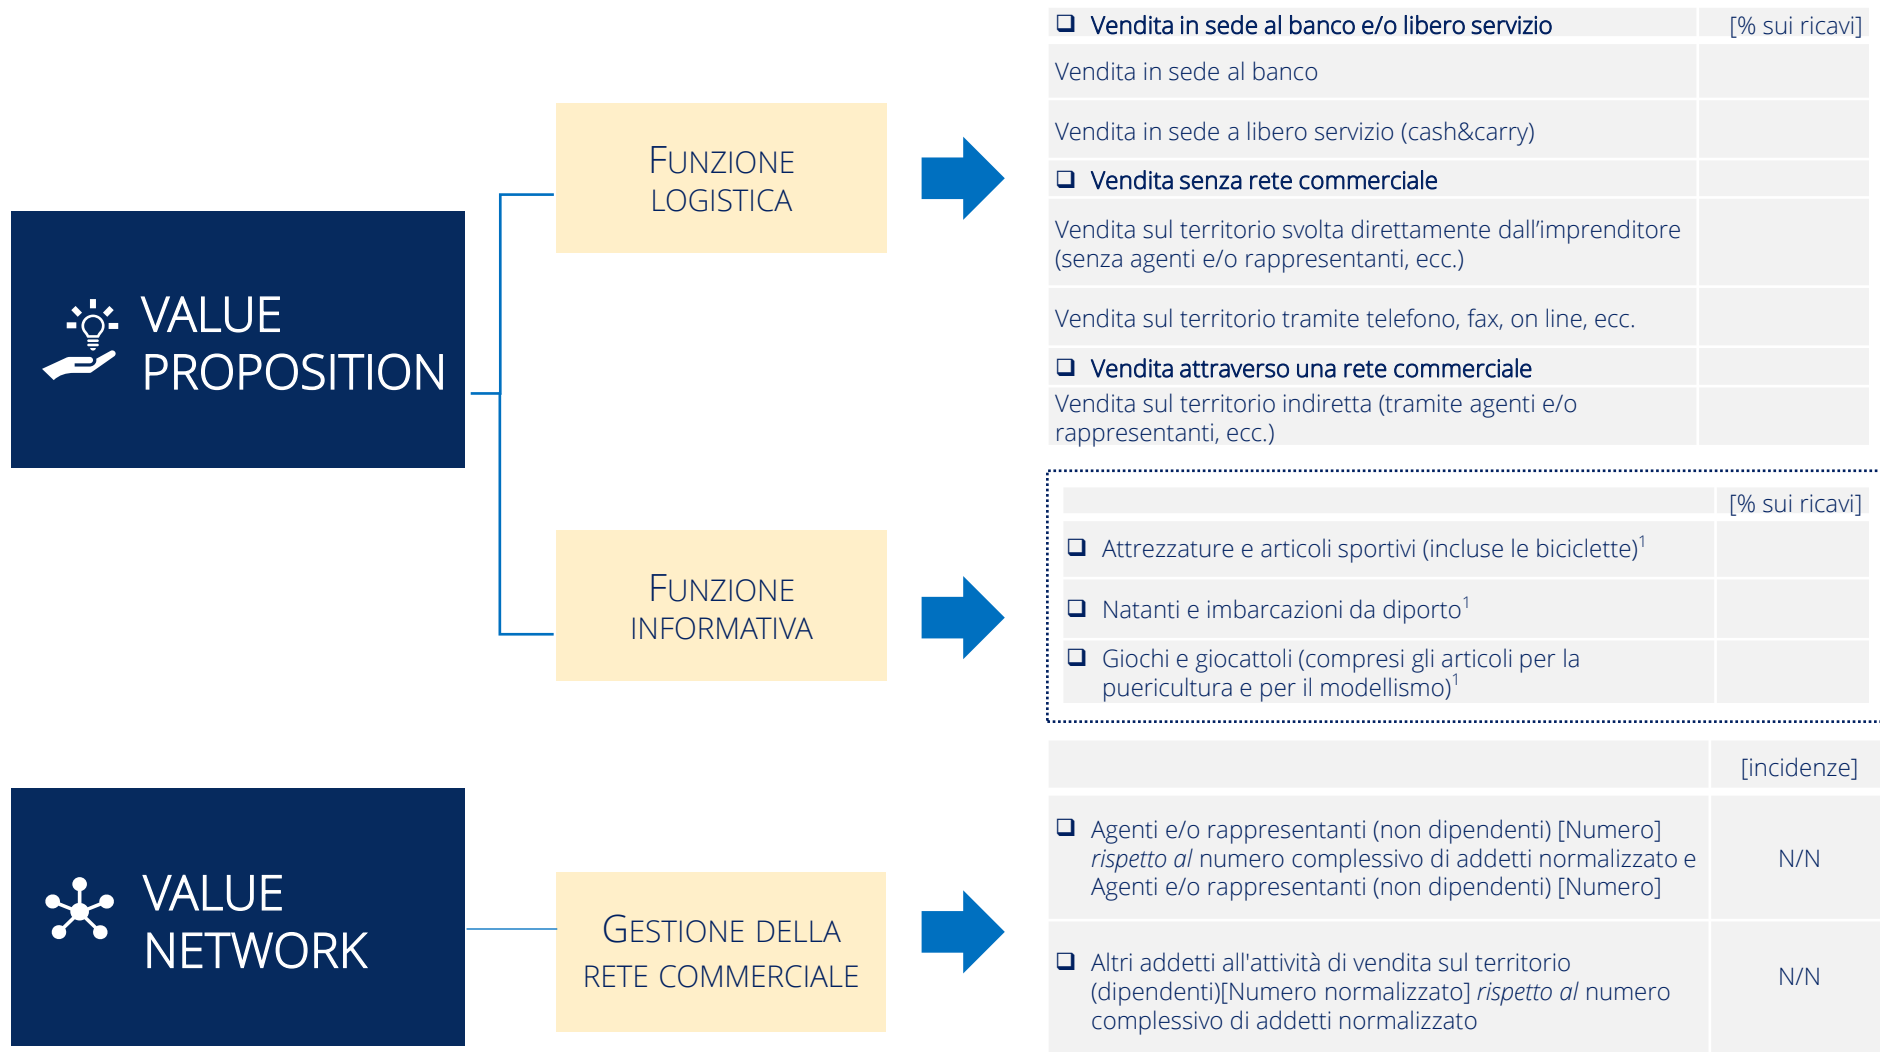 VALUE
PROPOSITION
FUNZIONE
LOGISTICA
❑ Vendita in sede al banco e/o libero servizio [% sui ricavi]
Vendita in sede al banco
Vendita in sede a libero servizio (cash&carry)
❑ Vendita senza rete commerciale
Vendita sul territorio svolta direttamente dall’imprenditore
(senza agenti e/o rappresentanti, ecc.)
Vendita sul territorio tramite telefono, fax, on line, ecc.
❑ Vendita attraverso una rete commerciale
Vendita sul territorio indiretta (tramite agenti e/o
rappresentanti, ecc.)
FUNZIONE
INFORMATIVA
[% sui ricavi]
❑ Attrezzature e articoli sportivi (incluse le biciclette)¹
❑ Natanti e imbarcazioni da diporto¹
❑ Giochi e giocattoli (compresi gli articoli per la
puericultura e per il modellismo)¹
VALUE
NETWORK
GESTIONE DELLA
RETE COMMERCIALE
[incidenze]
❑ Agenti e/o rappresentanti (non dipendenti) [Numero]
rispetto al numero complessivo di addetti normalizzato e
Agenti e/o rappresentanti (non dipendenti) [Numero]
N/N
❑ Altri addetti all'attività di vendita sul territorio
(dipendenti)[Numero normalizzato] rispetto al numero
complessivo di addetti normalizzato
N/N